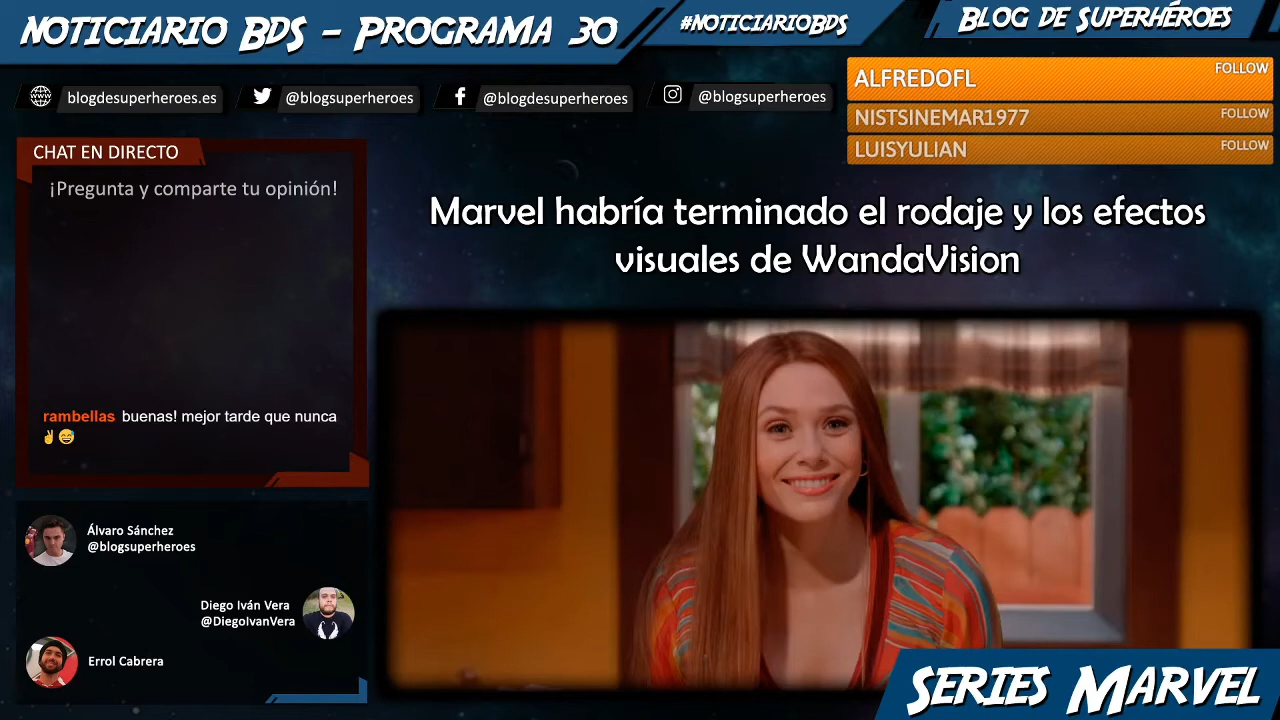 NOTICIARIO BDS – PROGRAMA 30
#NOTICIARIOBDS
BLOG DE SUPERHÉROES
blogdesuperheroes.es
@blogsuperheroes
@blogdesuperheroes
@blogsuperheroes
ALFREDOFL FOLLOW
NISTSINEMAR1977 FOLLOW
LUISYULIAN FOLLOW
CHAT EN DIRECTO
¡Pregunta y comparte tu opinión!
rambellas buenas! mejor tarde que nunca
✌😅
Marvel habría terminado el rodaje y los efectos
visuales de WandaVision
Álvaro Sánchez
@blogsuperheroes
Diego Iván Vera
@DiegoIvanVera
Errol Cabrera
SERIES MARVEL